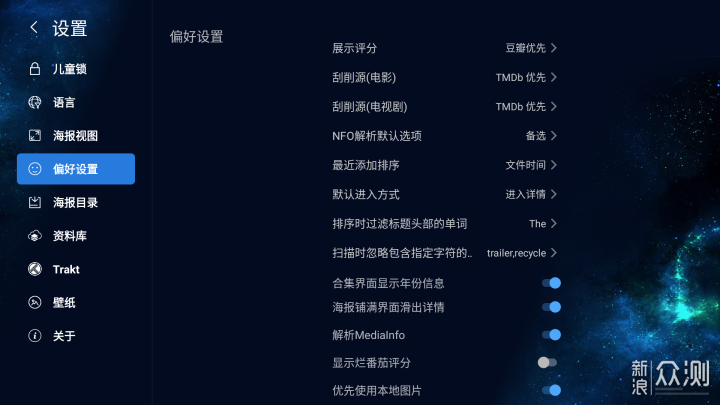 设置
儿童锁
语言
海报视图
偏好设置
海报目录
资料库
Trakt
壁纸
关于
偏好设置
展示评分 豆瓣优先
刮削源(电影) TMDb 优先
刮削源(电视剧) TMDb 优先
NFO解析默认选项 备选
最近添加排序 文件时间
默认进入方式 进入详情
排序时过滤标题头部的单词 The
扫描时忽略包含指定字符的.. trailer,recycle
合集界面显示年份信息
海报铺满界面滑出详情
解析MediaInfo
显示烂番茄评分
优先使用本地图片
新浪 众测